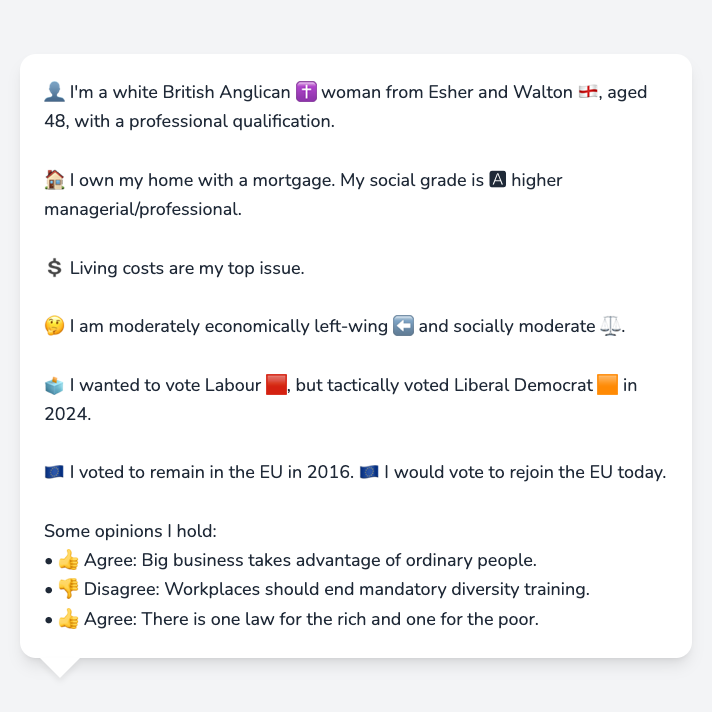 👤 I'm a white British Anglican ✝️ woman from Esher and Walton 🏴󠁧󠁢󠁥󠁮󠁧󠁿, aged
48, with a professional qualification.
🏠 I own my home with a mortgage. My social grade is 🅰 higher
managerial/professional.
💲 Living costs are my top issue.
🤔 I am moderately economically left-wing ⬅️ and socially moderate ⚖️.
🗳️ I wanted to vote Labour 🟥, but tactically voted Liberal Democrat 🟧 in
2024.
🇪🇺 I voted to remain in the EU in 2016. 🇪🇺 I would vote to rejoin the EU today.
Some opinions I hold:
• 👍 Agree: Big business takes advantage of ordinary people.
• 👎 Disagree: Workplaces should end mandatory diversity training.
• 👍 Agree: There is one law for the rich and one for the poor.